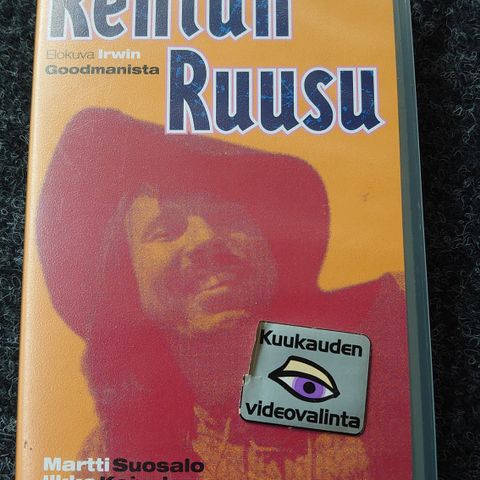 Rentun
Elokuva Irwin
Goodmanista
Ruusu
Kuukauden
videovalinta
Martti Suosalo